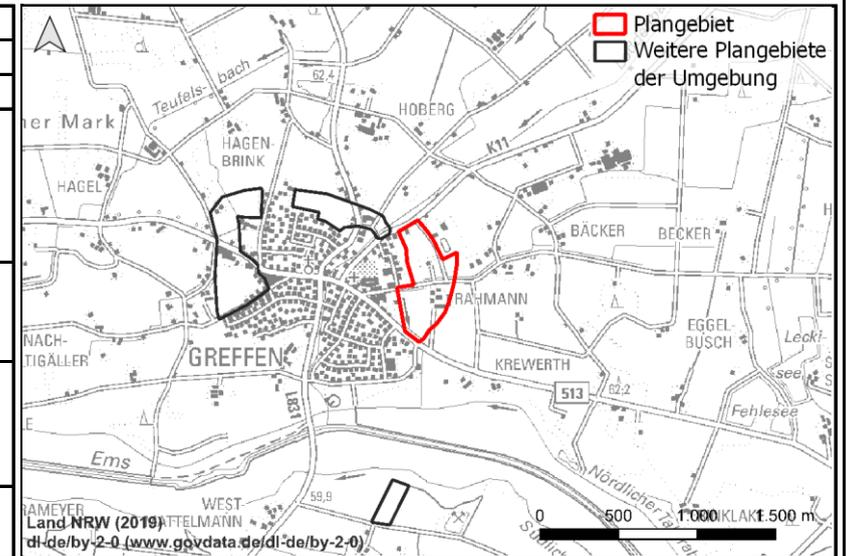 Plangebiet
Weitere Plangebiete
der Umgebung
Teufels-bach
62,4
HOBERG
ner Mark
HAGEN-
BRINK
K11
HAGEL
BÄCKER
BECKER
RAHMANN
NACH-
TIGÄLLER
GREFFEN
EGGEL-
BUSCH
Lecki-
see
KREWERTH
513
62,2
Fehlesee
L831
Ems
Nördlicher
WEST
59,9
0 500 1.000 1.500 m
Land NRW (2019)
dl-de/by-2-0 (www.govdata.de/dl-de/by-2-0)